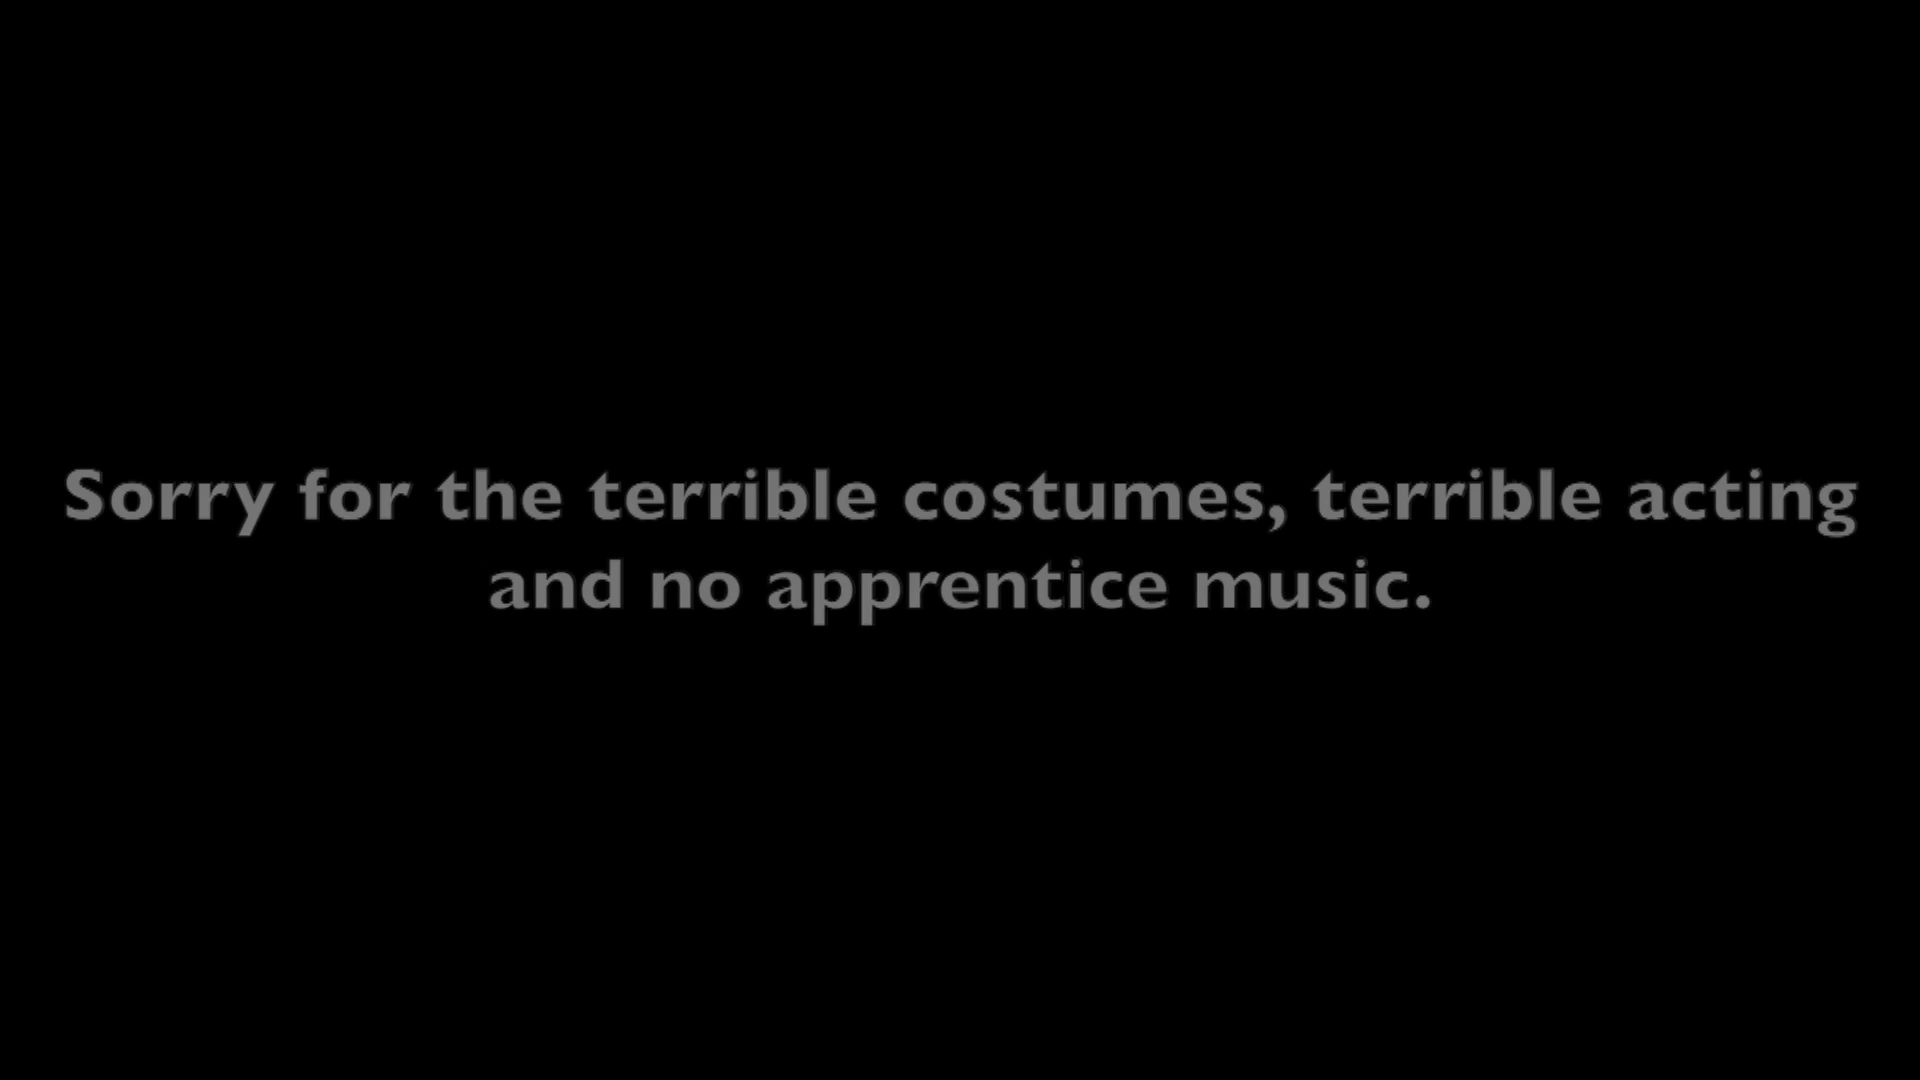 Sorry for the terrible costumes, terrible acting
and no apprentice music.